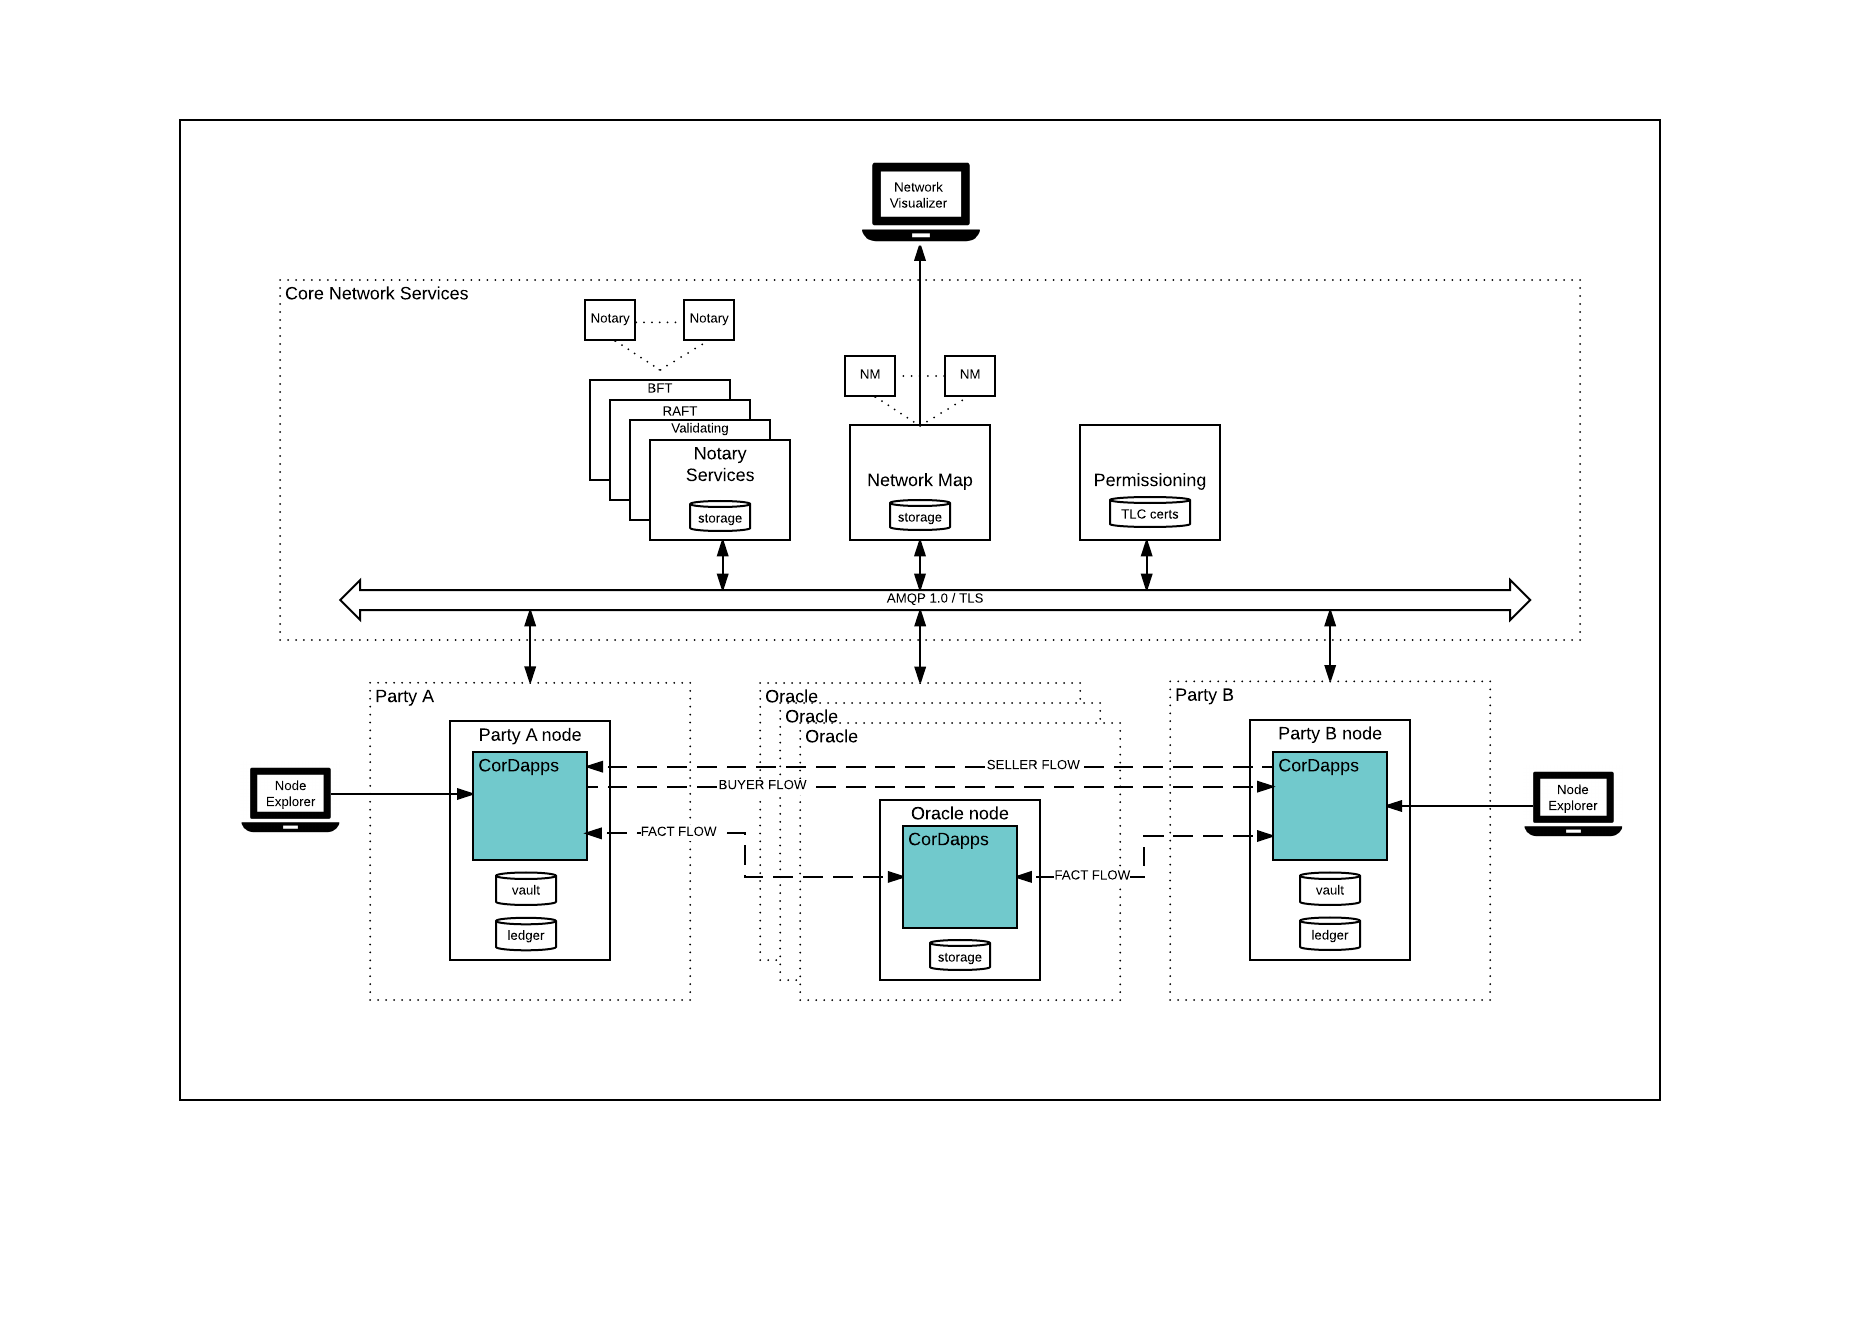 Network
Visualizer
Core Network Services
Notary
Notary
NM
NM
BFT
RAFT
Validating
Notary
Services
storage
Network Map
storage
Permissioning
TLC certs
AMQP 1.0 / TLS
Party A
Party A node
CorDapps
vault
ledger
Node
Explorer
Oracle
Oracle
Oracle
SELLER FLOW
BUYER FLOW
FACT FLOW
Oracle node
CorDapps
storage
FACT FLOW
Party B
Party B node
CorDapps
vault
ledger
Node
Explorer